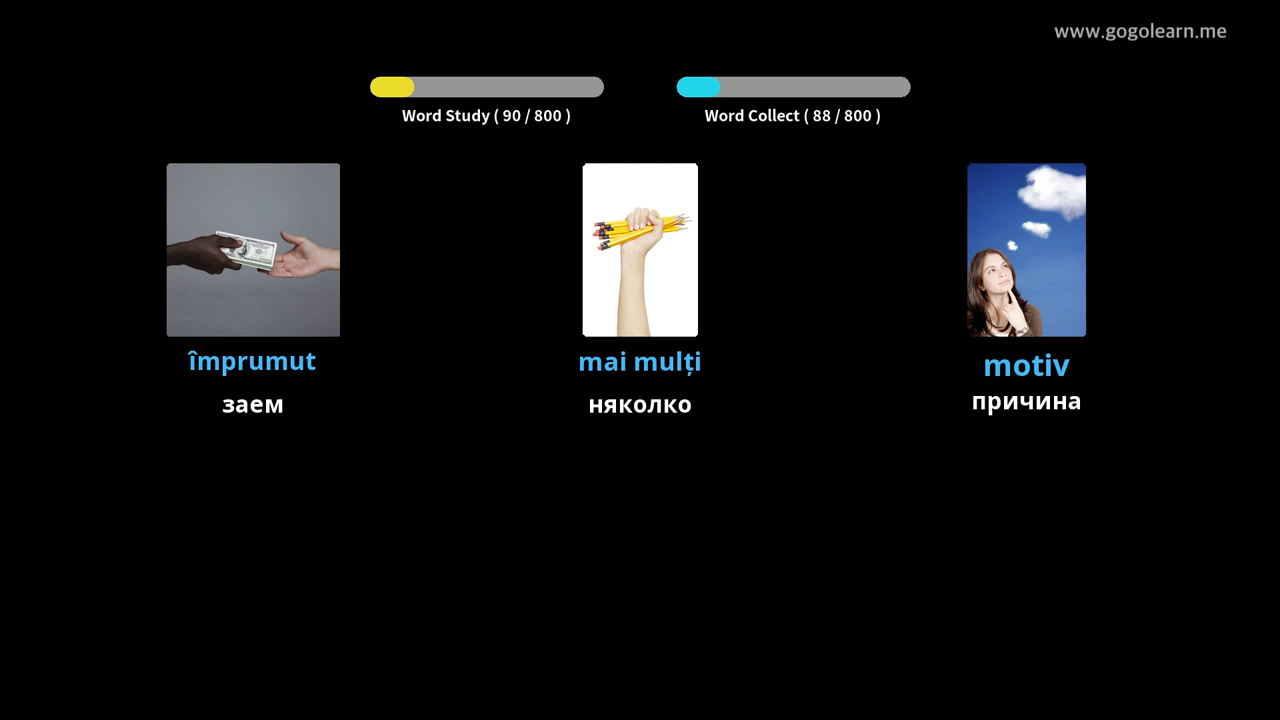 www.gogolearn.me
Word Study ( 90 / 800 )
Word Collect ( 88 / 800 )
împrumut
mai mulți
motiv
заем
няколко
причина